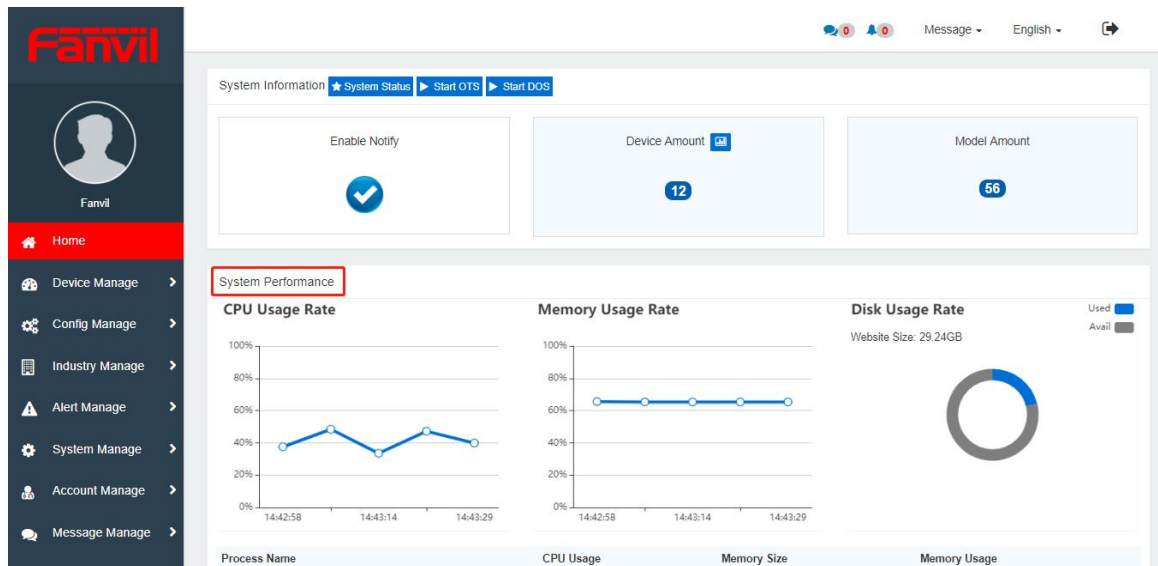 Fanvil
0 0 Message English
System Information System Status Start OTS Start DOS
Enable Notify
Device Amount
12
Model Amount
56
Fanvil
Home
Device Manage
Config Manage
Industry Manage
Alert Manage
System Manage
Account Manage
Message Manage
System Performance
CPU Usage Rate
100%
80%
60%
40%
20%
0%
14:42:58 14:43:14 14:43:29
Memory Usage Rate
100%
80%
60%
40%
20%
0%
14:42:58 14:43:14 14:43:29
Disk Usage Rate
Used
Avail
Website Size: 29.24GB
Process Name CPU Usage Memory Size Memory Usage